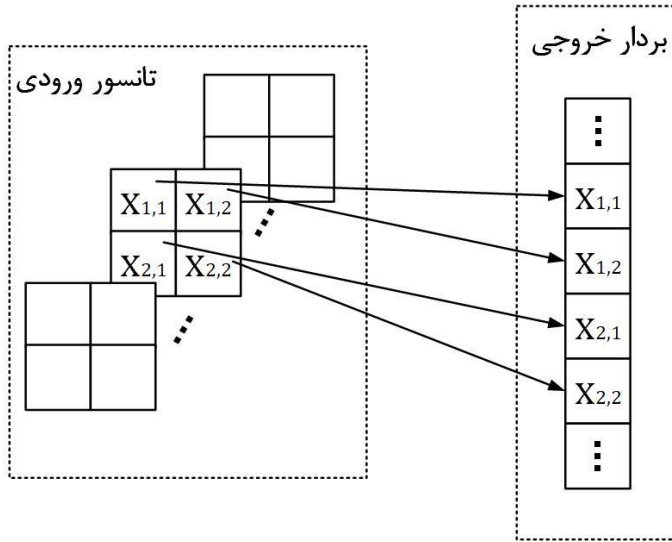 بردار خروجی
تانسور ورودی
X1,1 X1,2
X2,1 X2,2
X1,1
X1,2
X2,1
X2,2